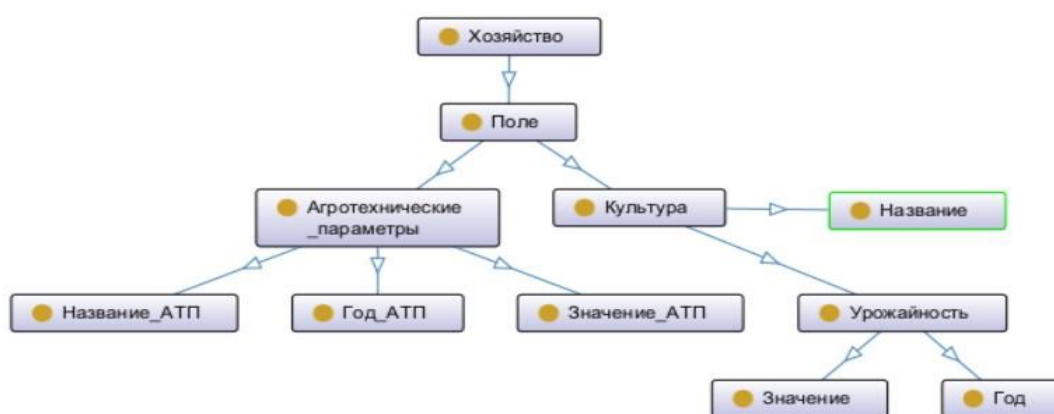 Хозяйство
Поле
Агротехнические
_параметры
Культура
Название
Название_АТП
Год_АТП
Значение_АТП
Урожайность
Значение
Год